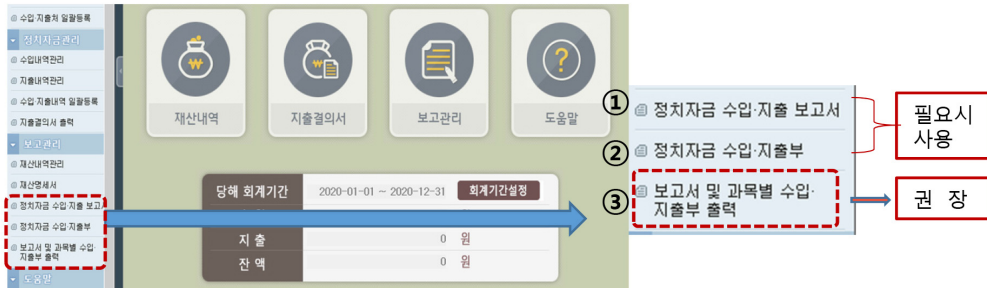 수입·지출처 일괄등록
정치자금관리
수입내역관리
지출내역관리
수입 지출내역 일괄등록
지출결의서 출력
보고관리
재산내역관리
재산명세서
정치자금 수입·지출 보고
정치자금 수입·지출부
보고서 및 과목별 수입·
지출부 출력
도움말
재산내역
지출결의서
보고관리
도움말
당해 회계기간 2020-01-01 ~ 2020-12-31 회계기간설정
지 출 0 원
잔 액 0 원
① 정치자금 수입·지출 보고서
② 정치자금 수입·지출부
③ 보고서 및 과목별 수입·
지출부 출력
필요시
사용
권 장